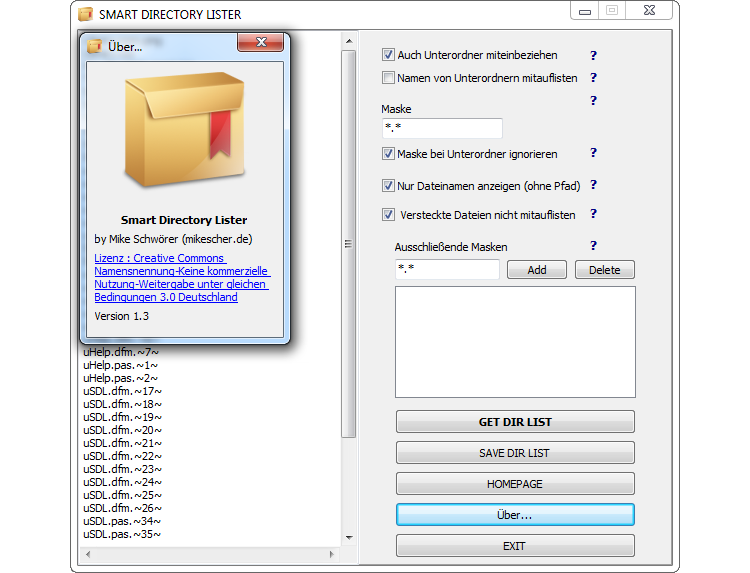 SMART DIRECTORY LISTER
Über...
Smart Directory Lister
by Mike Schwörer (mikescher.de)
Lizenz : Creative Commons
Namensnennung-Keine kommerzielle
Nutzung-Weitergabe unter gleichen
Bedingungen 3.0 Deutschland
Version 1.3
uHelp.dfm.~7~
uHelp.pas.~1~
uHelp.pas.~2~
uSDL.dfm.~17~
uSDL.dfm.~18~
uSDL.dfm.~19~
uSDL.dfm.~20~
uSDL.dfm.~21~
uSDL.dfm.~22~
uSDL.dfm.~23~
uSDL.dfm.~24~
uSDL.dfm.~25~
uSDL.dfm.~26~
uSDL.pas.~34~
uSDL.pas.~35~
Auch Unterordner miteinbeziehen ?
Namen von Unterordnern mitauflisten ?
?
Maske
*.*
Maske bei Unterordner ignorieren ?
Nur Dateinamen anzeigen (ohne Pfad) ?
Versteckte Dateien nicht mitauflisten ?
Ausschließende Masken ?
*.* Add Delete
GET DIR LIST
SAVE DIR LIST
HOMEPAGE
Über...
EXIT